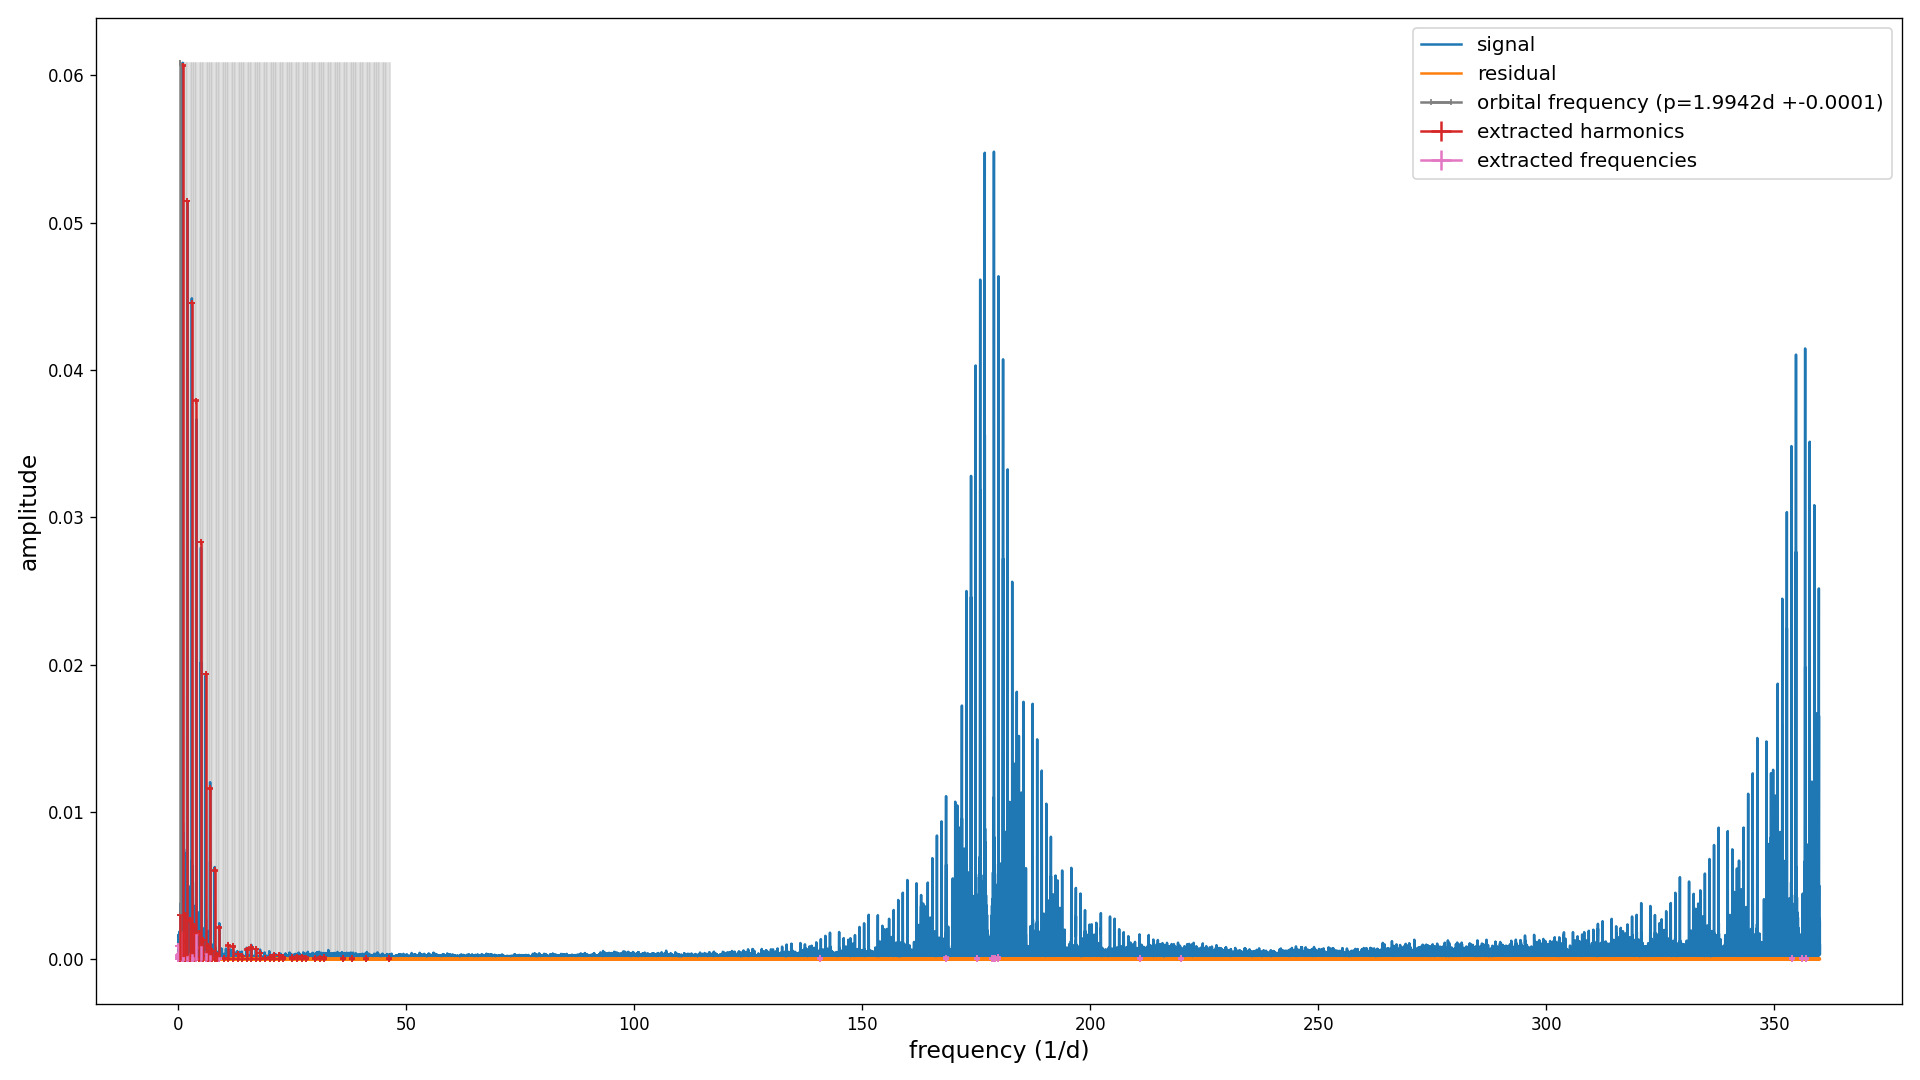 signal
residual
orbital frequency (p=1.9942d +-0.0001)
extracted harmonics
extracted frequencies
0.06
0.05
0.04
0.03
0.02
0.01
0.00
amplitude
0 50 100 150 200 250 300 350
frequency (1/d)